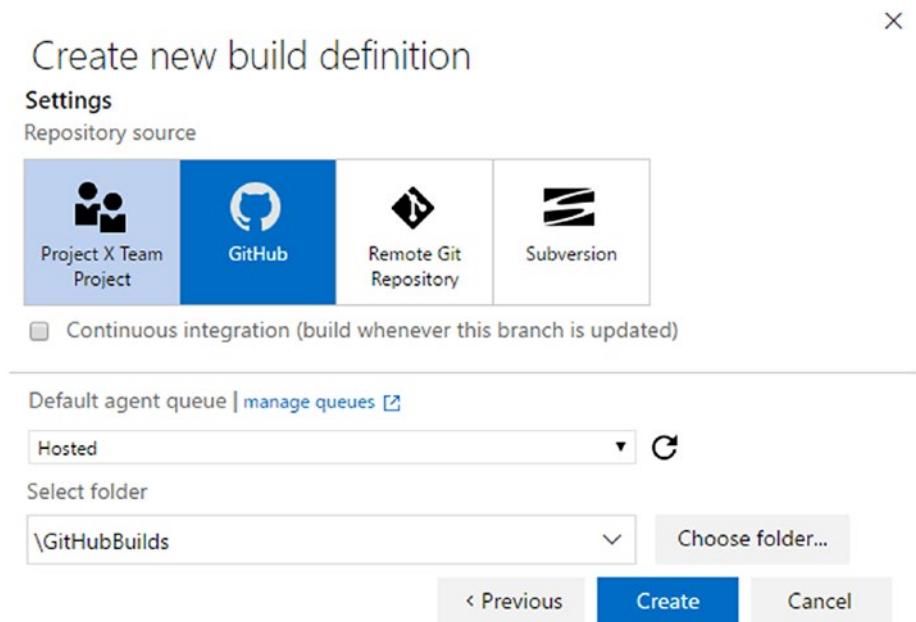 Create new build definition
Settings
Repository source
Project X Team
Project
GitHub
Remote Git
Repository
Subversion
Continuous integration (build whenever this branch is updated)
Default agent queue | manage queues
Hosted
Select folder
\GitHubBuilds
Choose folder...
< Previous
Create
Cancel